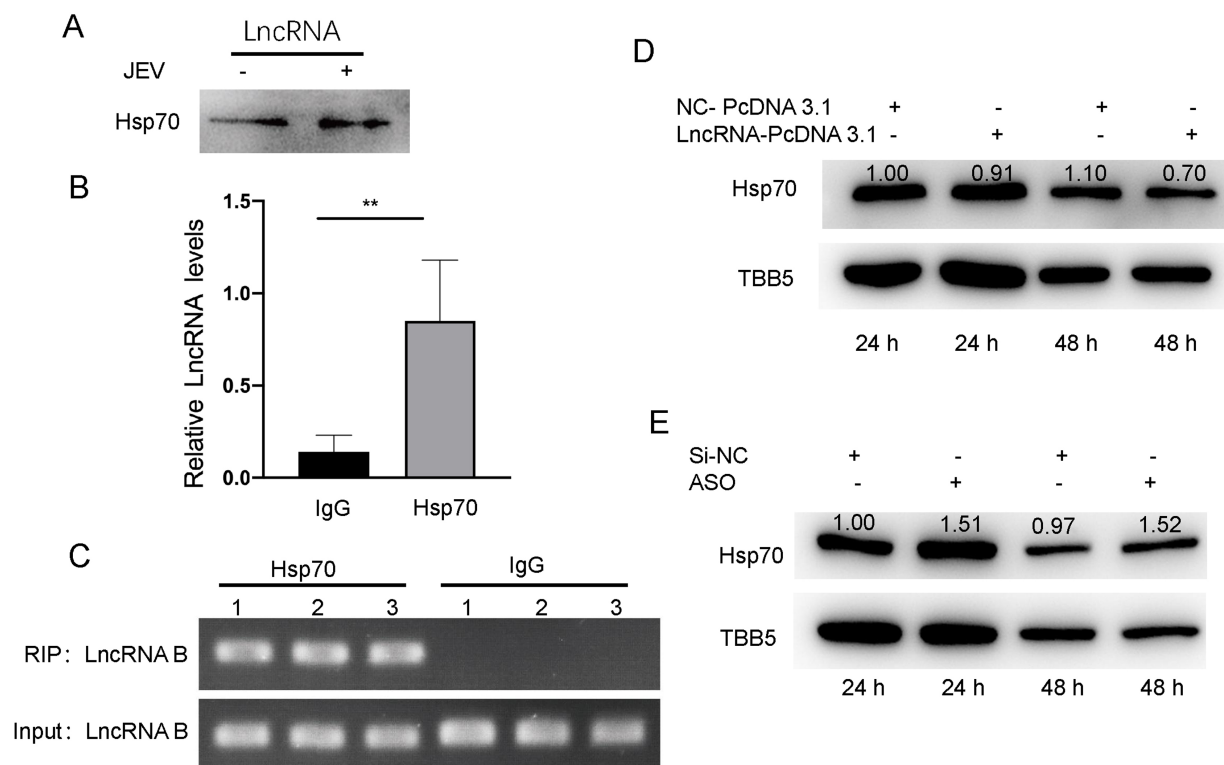 A
LncRNA
JEV - +
Hsp70
B
Relative LncRNA levels
1.5
1.0
0.5
0.0
**
IgG Hsp70
C
Hsp70 IgG
1 2 3 1 2 3
RIP: LncRNA B
Input: LncRNA B
D
NC- PcDNA 3.1 + - + -
LncRNA-PcDNA 3.1 - + - +
Hsp70 1.00 0.91 1.10 0.70
TBB5
24 h 24 h 48 h 48 h
E
Si-NC + - + -
ASO - + - +
Hsp70 1.00 1.51 0.97 1.52
TBB5
24 h 24 h 48 h 48 h